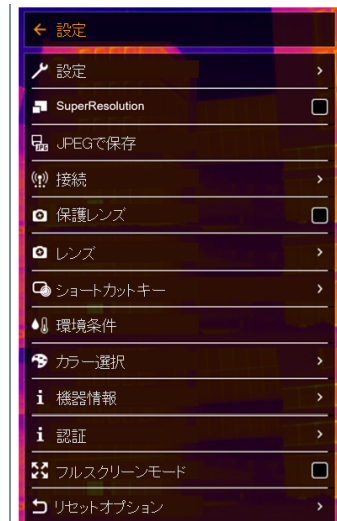 設定
設定
SuperResolution
JPEGで保存
接続
保護レンズ
レンズ
ショートカットキー
環境条件
カラー選択
機器情報
認証
フルスクリーンモード
リセットオプション